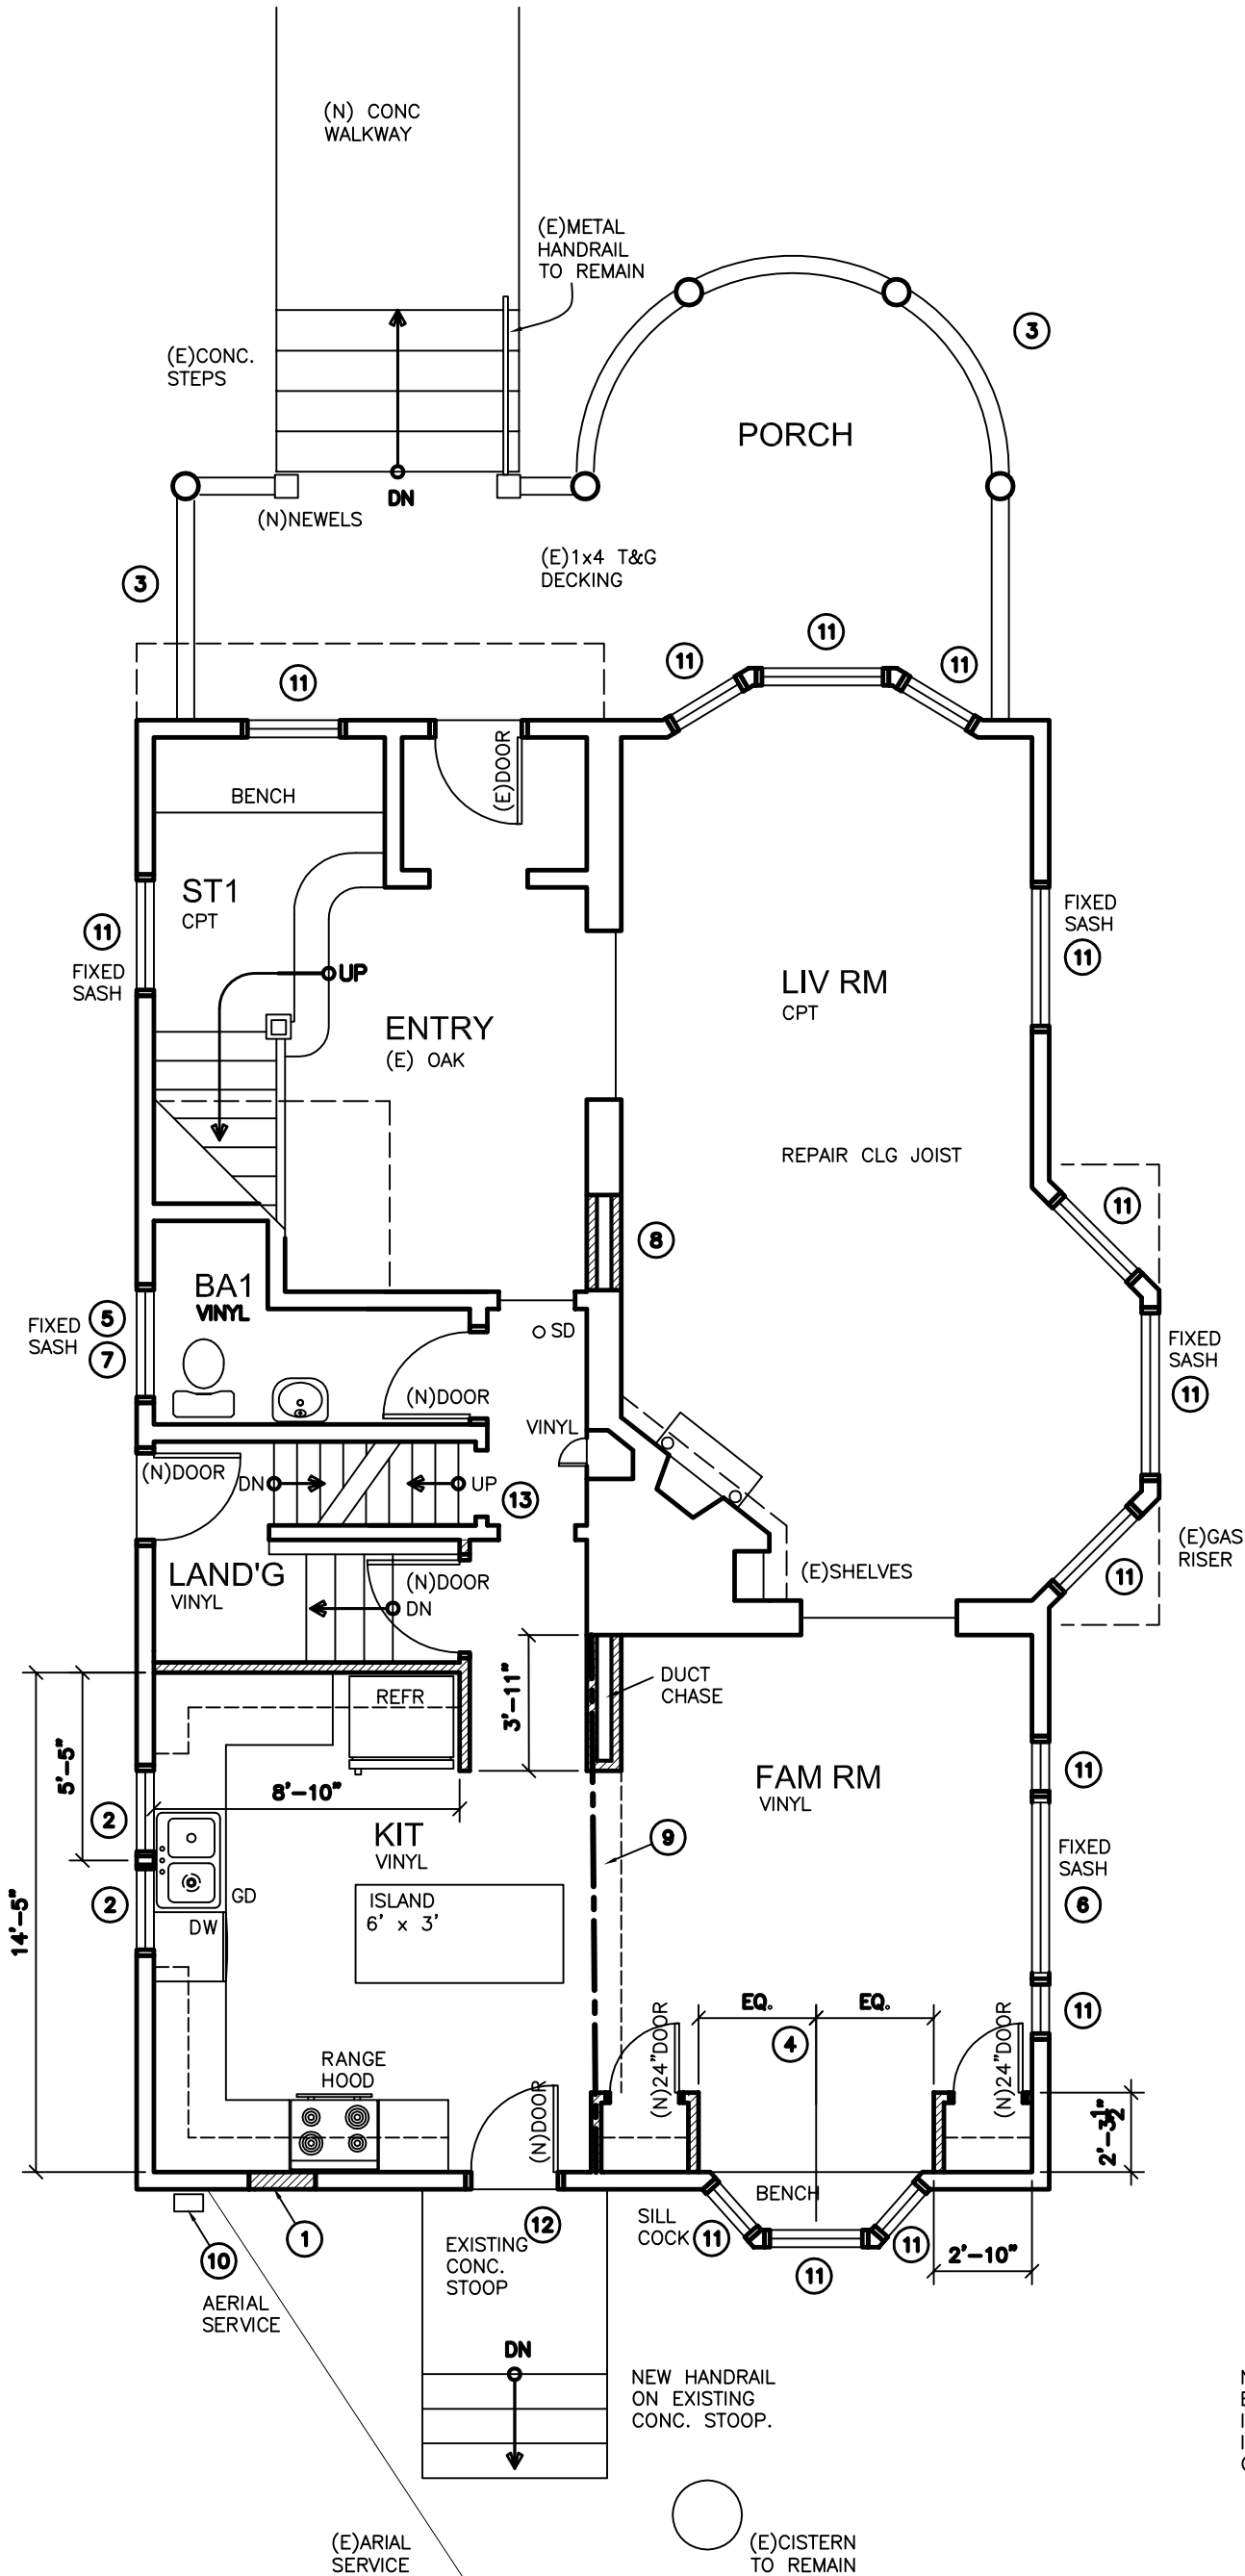 (N) CONC
WALKWAY
(E)METAL
HANDRAIL
TO REMAIN
3
(E)CONC.
STEPS
PORCH
DN
(N)NEWELS
(E)1x4 T&G
DECKING
3
11
11
11
11
(E)DOOR
BENCH
ST1
CPT
11
FIXED
SASH
UP
ENTRY
(E) OAK
LIV RM
CPT
FIXED
SASH
11
REPAIR CLG JOIST
11
8
BA1
VINYL
FIXED
SASH
5
7
SD
FIXED
SASH
11
(N)DOOR
VINYL
(N)DOOR
DN
UP
13
(E)GAS
RISER
LAND'G
VINYL
(N)DOOR
DN
(E)SHELVES
11
3'-11"
DUCT
CHASE
REFR
5'-5"
14'-5"
8'-10"
FAM RM
VINYL
11
2
KIT
VINYL
9
FIXED
SASH
6
2
GD
DW
ISLAND
6' x 3'
11
EQ.
EQ.
4
(N)24"DOOR
(N)24"DOOR
RANGE
HOOD
(N)DOOR
2'-3 1/2"
BENCH
1
10
12
SILL
COCK
11
11
11
2'-10"
EXISTING
CONC.
STOOP
AERIAL
SERVICE
DN
NEW HANDRAIL
ON EXISTING
CONC. STOOP.
(E)ARIAL
SERVICE
(E)CISTERN
TO REMAIN